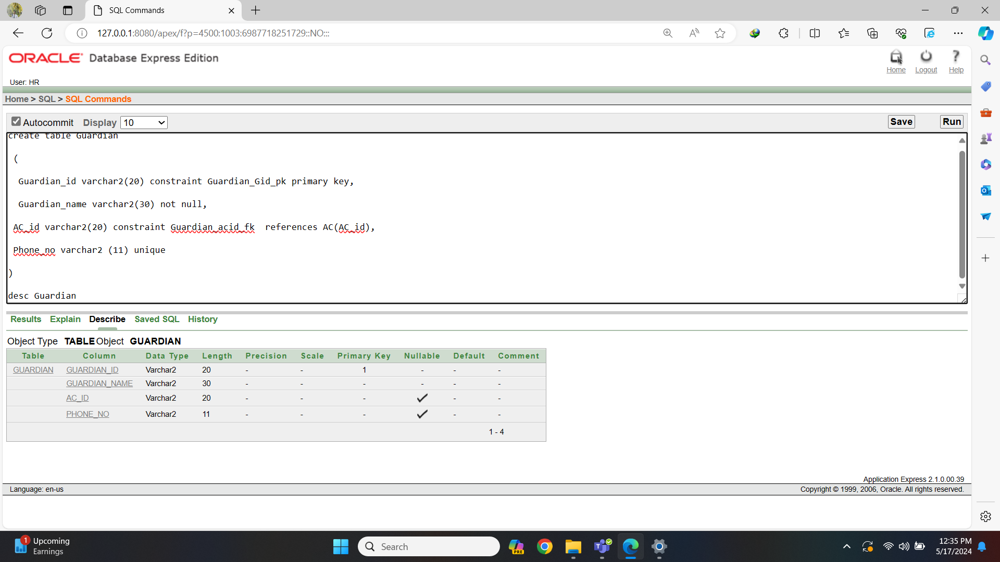 SQL Commands
127.0.0.1:8080/apex/f?p=4500:1003:6987718251729::NO:::
ORACLE Database Express Edition
Home Logout Help
User: HR
Home > SQL > SQL Commands
Autocommit Display 10 Save Run
create table Guardian
(
Guardian_id varchar2(20) constraint Guardian_Gid_pk primary key,
Guardian_name varchar2(30) not null,
AC_id varchar2(20) constraint Guardian_acid_fk  references AC(AC_id),
Phone_no varchar2 (11) unique
)
desc Guardian
Results Explain Describe Saved SQL History
Object Type TABLE Object GUARDIAN
Table Column Data Type Length Precision Scale Primary Key Nullable Default Comment
GUARDIAN GUARDIAN_ID Varchar2 20 - - 1 - - -
GUARDIAN_NAME Varchar2 30 - - - - - -
AC_ID Varchar2 20 - - - ✓ - -
PHONE_NO Varchar2 11 - - - ✓ - -
1 - 4
Application Express 2.1.0.00.39
Language: en-us Copyright © 1999, 2006, Oracle. All rights reserved.
1 Upcoming
Earnings
Search
PRE
12:35 PM
5/17/2024